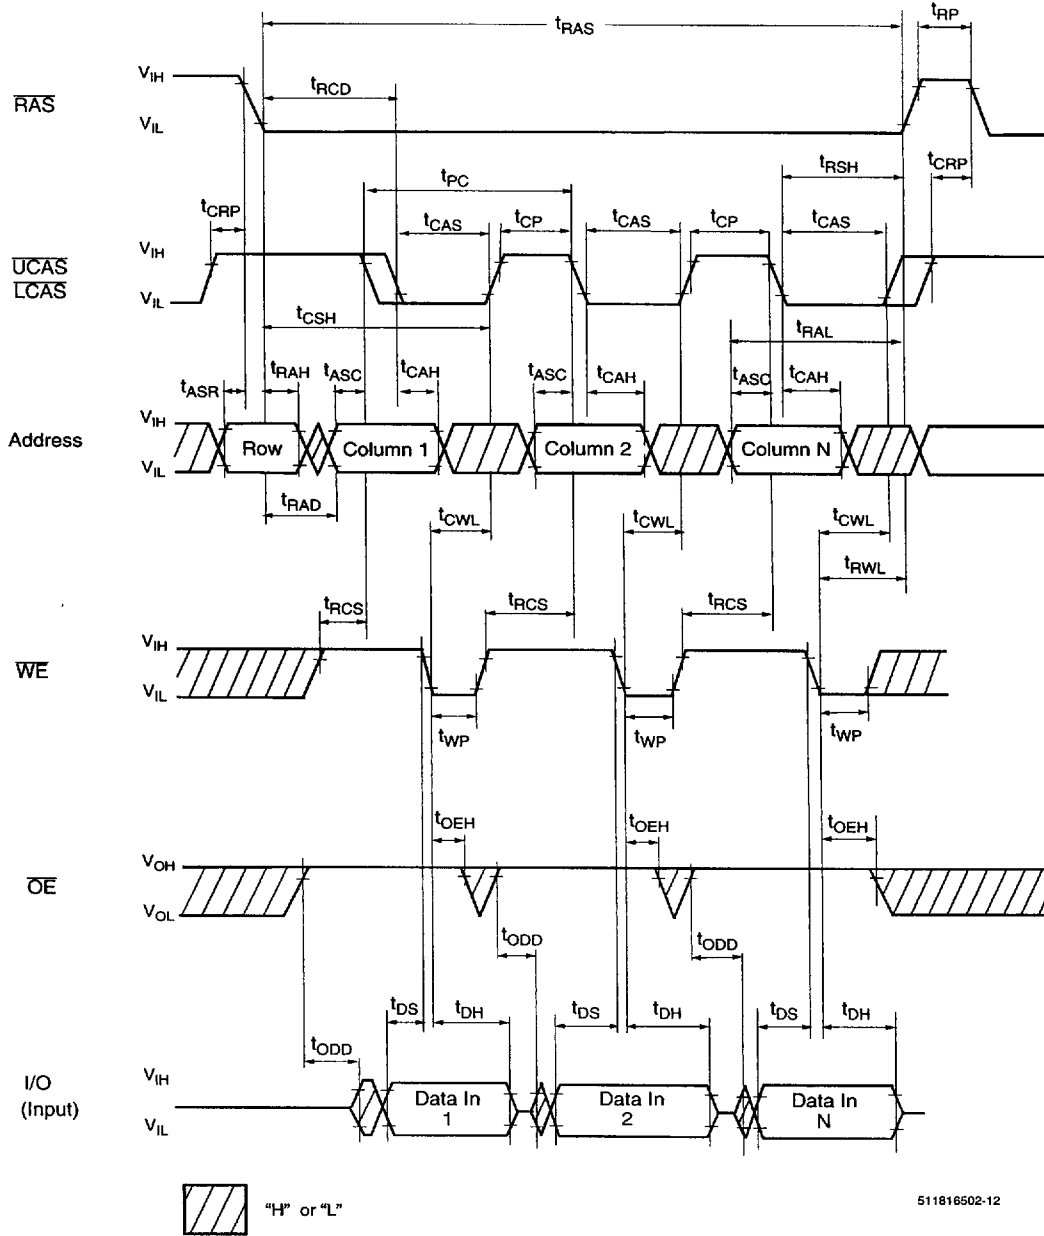 tRAS
tRP
RAS
VIH
VIL
tRCD
tCRP
tPC
tRSH
tCRP
tCAS
tCP
tCAS
tCP
tCAS
UCAS
LCAS
VIH
VIL
tCSH
tRAL
tASR
tRAH
tASC
tCAH
tASC
tCAH
tASC
tCAH
Address
VIH
VIL
Row
Column 1
Column 2
Column N
tRAD
tCWL
tCWL
tCWL
tRWL
tRCS
tRCS
tRCS
WE
VIH
VIL
tWP
tWP
tWP
tOEH
tOEH
tOEH
OE
VOH
VOL
tODD
tODD
tDS
tDH
tDS
tDH
tDS
tDH
tODD
I/O
(Input)
VIH
VIL
Data In
1
Data In
2
Data In
N
"H" or "L"
511816502-12